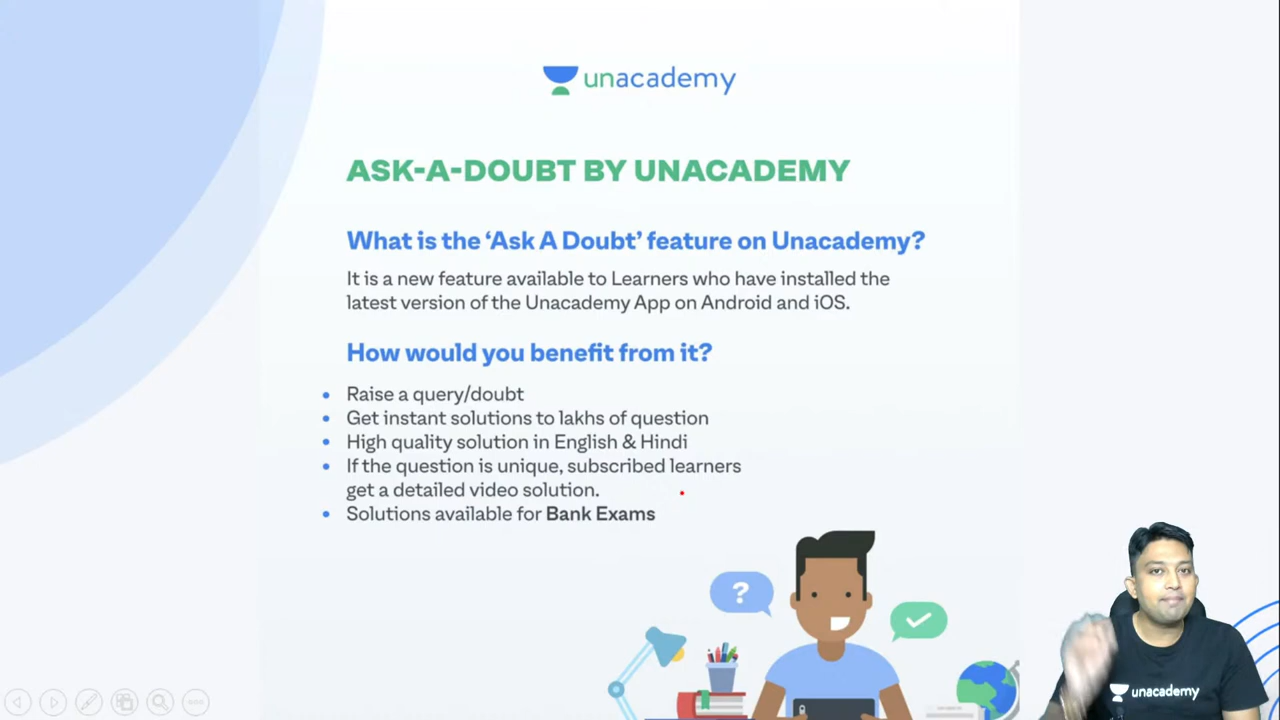 unacademy
ASK-A-DOUBT BY UNACADEMY
What is the ‘Ask A Doubt’ feature on Unacademy?
It is a new feature available to Learners who have installed the
latest version of the Unacademy App on Android and iOS.
How would you benefit from it?
• Raise a query/doubt
• Get instant solutions to lakhs of question
• High quality solution in English & Hindi
• If the question is unique, subscribed learners
get a detailed video solution.
• Solutions available for Bank Exams
?
unacademy